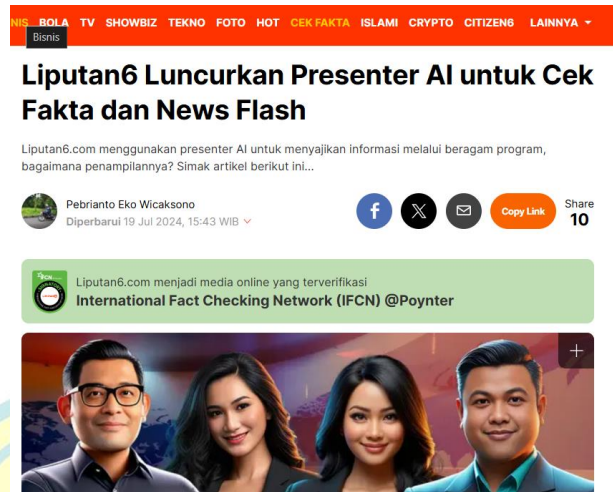 NIS BOLA TV SHOWBIZ TEKNO FOTO HOT CEK FAKTA ISLAMI CRYPTO CITIZEN6 LAINNYA
Bisnis
Liputan6 Luncurkan Presenter AI untuk Cek
Fakta dan News Flash
Liputan6.com menggunakan presenter AI untuk menyajikan informasi melalui beragam program,
bagaimana penampilannya? Simak artikel berikut ini...
Pebrianto Eko Wicaksono
Diperbarui 19 Jul 2024, 15:43 WIB
Copy Link
Share
10
Liputan6.com menjadi media online yang terverifikasi
International Fact Checking Network (IFCN) @Poynter